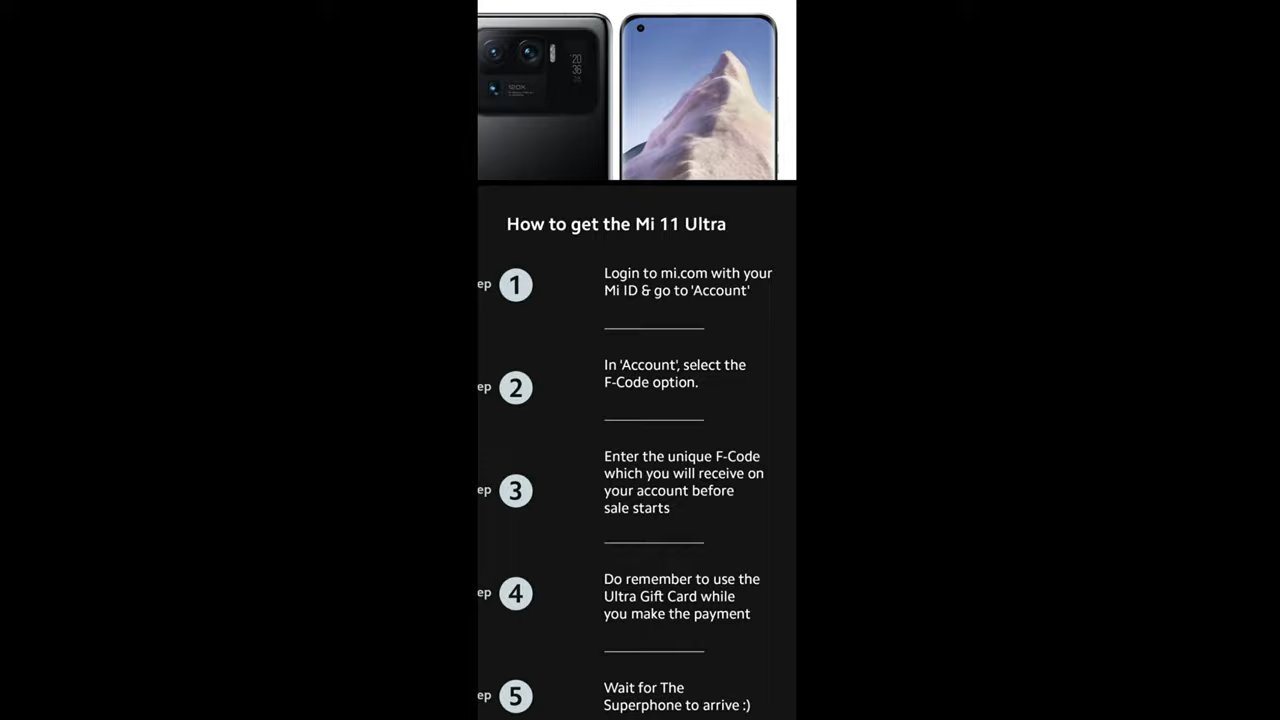 120X
How to get the Mi 11 Ultra
ep 1
Login to mi.com with your
Mi ID & go to 'Account'
ep 2
In 'Account', select the
F-Code option.
ep 3
Enter the unique F-Code
which you will receive on
your account before
sale starts
ep 4
Do remember to use the
Ultra Gift Card while
you make the payment
ep 5
Wait for The
Superphone to arrive :)